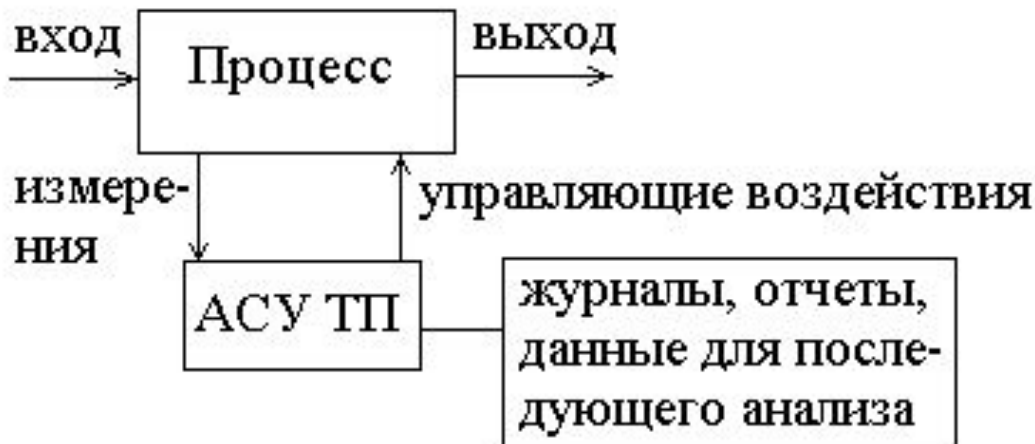 вход
Процесс
выход
измере-
ния
управляющие воздействия
АСУ ТП
журналы, отчеты,
данные для после-
дующего анализа